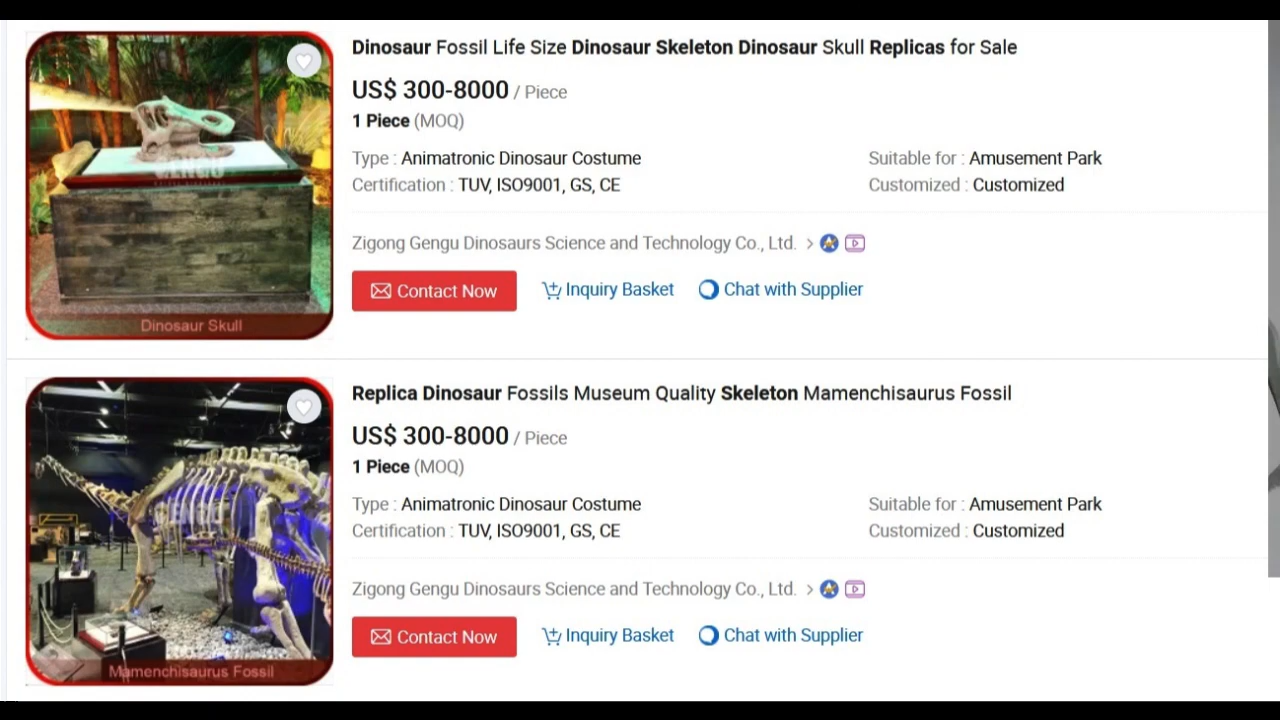 Dinosaur Fossil Life Size Dinosaur Skeleton Dinosaur Skull Replicas for Sale
US$ 300-8000 / Piece
1 Piece (MOQ)
Type : Animatronic Dinosaur Costume
Suitable for : Amusement Park
Certification : TUV, ISO9001, GS, CE
Customized : Customized
GENGU
Zigong Gengu Dinosaurs Science and Technology Co., Ltd. >
Contact Now
Inquiry Basket
Chat with Supplier
Dinosaur Skull
Replica Dinosaur Fossils Museum Quality Skeleton Mamenchisaurus Fossil
US$ 300-8000 / Piece
1 Piece (MOQ)
Type : Animatronic Dinosaur Costume
Suitable for : Amusement Park
Certification : TUV, ISO9001, GS, CE
Customized : Customized
Zigong Gengu Dinosaurs Science and Technology Co., Ltd. >
Contact Now
Inquiry Basket
Chat with Supplier
Mamenchisaurus Fossil